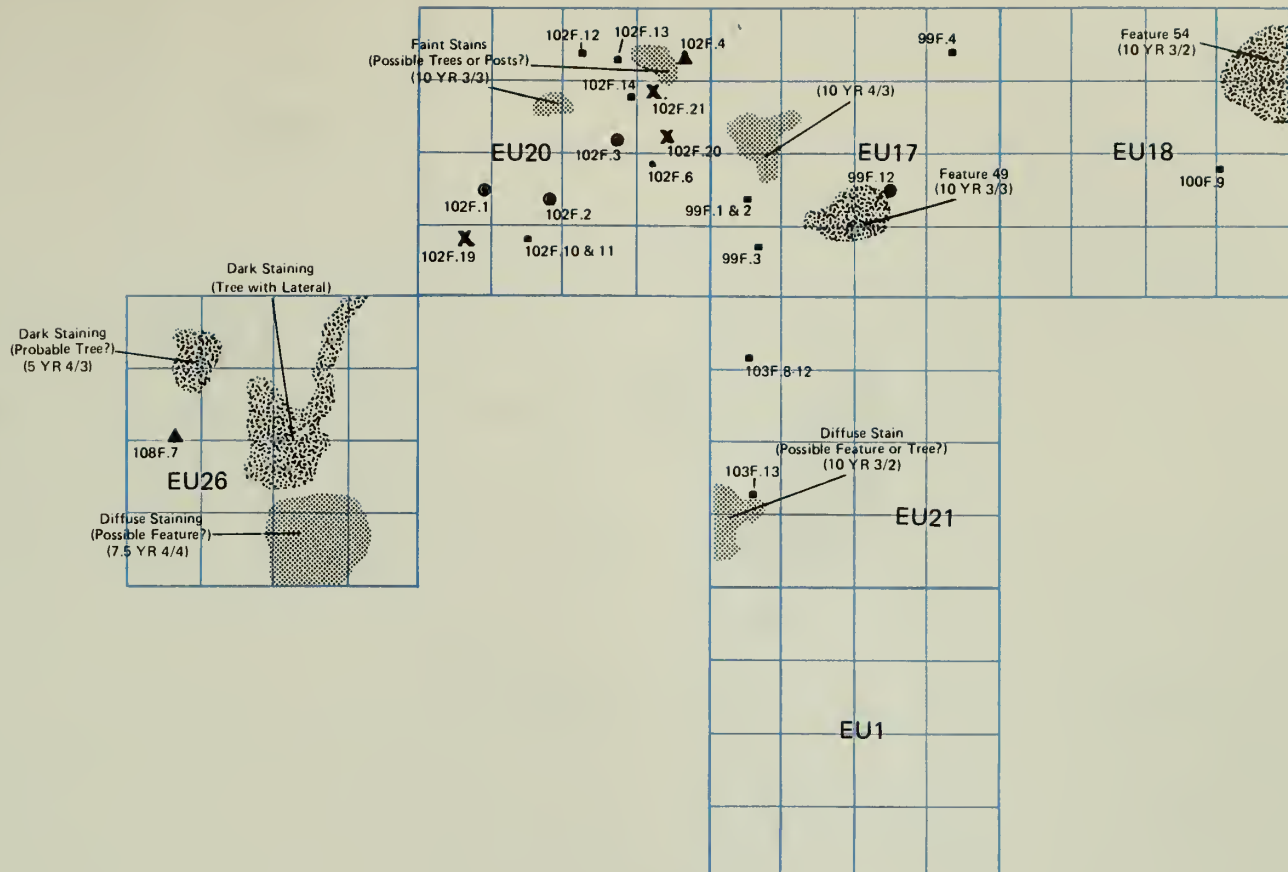 102F.12
102F.13
102F.4
99F.4
Feature 54
(10 YR 3/2)
Faint Stains
(Possible Trees or Posts?)
(10 YR 3/3)
102F.14
102F.21
(10 YR 4/3)
EU20
102F.3
102F.20
EU17
EU18
102F.6
99F.12
Feature 49
(10 YR 3/3)
100F.9
102F.1
102F.2
99F.1 & 2
102F.19
102F.10 & 11
99F.3
Dark Staining
(Tree with Lateral)
Dark Staining
(Probable Tree?)
(5 YR 4/3)
103F.8-12
108F.7
EU26
Diffuse Stain
(Possible Feature or Tree?)
(10 YR 3/2)
103F.13
EU21
Diffuse Staining
(Possible Feature?)
(7.5 YR 4/4)
EU1